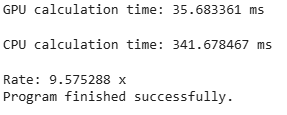 GPU calculation time: 35.683361 ms
CPU calculation time: 341.678467 ms
Rate: 9.575288 x
Program finished successfully.